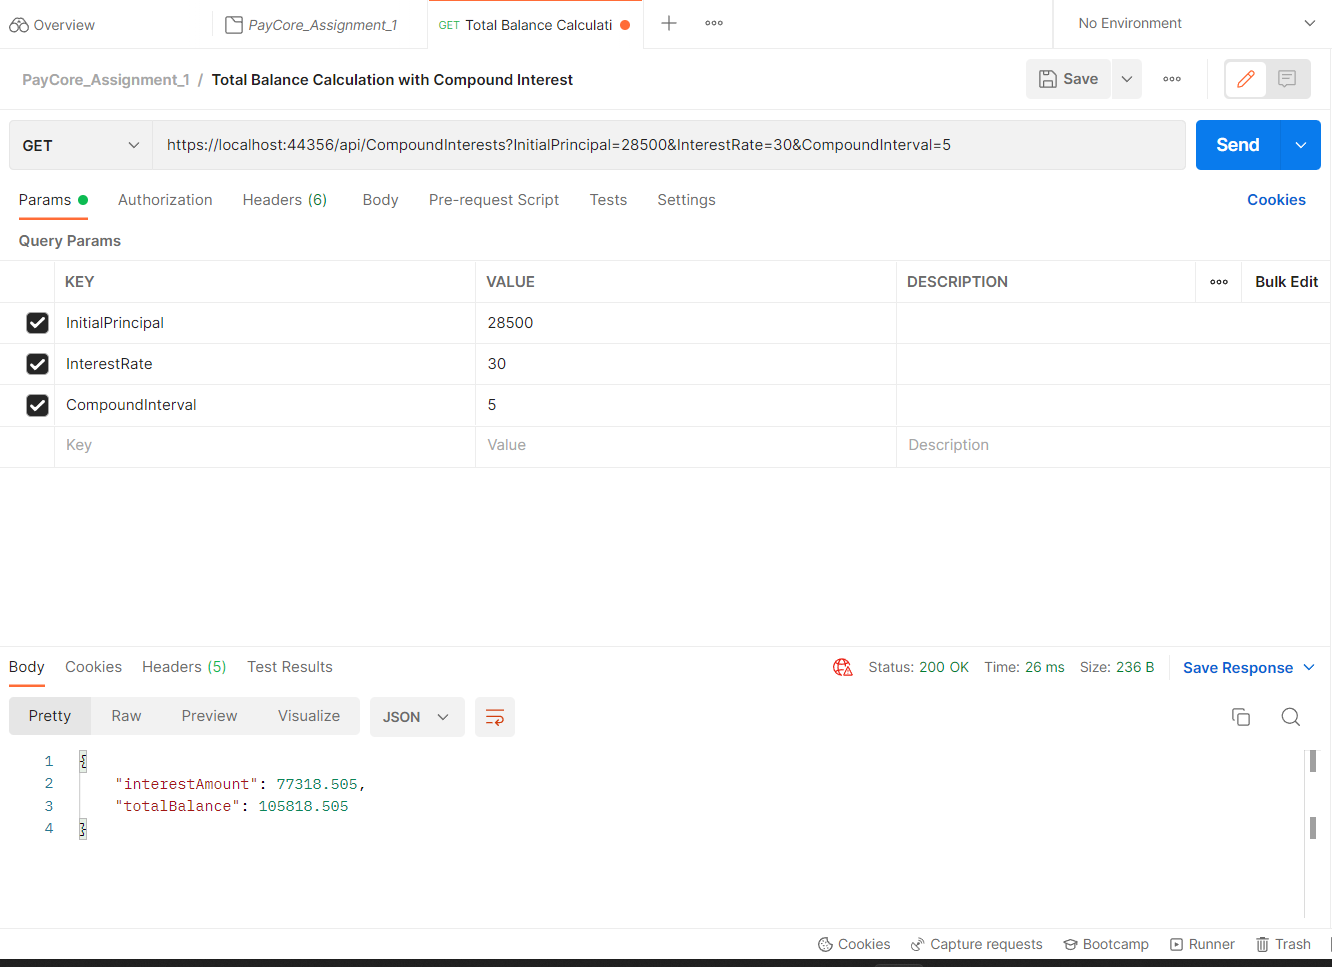 Overview PayCore_Assignment_1 GET Total Balance Calculati No Environment
PayCore_Assignment_1 / Total Balance Calculation with Compound Interest Save
GET https://localhost:44356/api/CompoundInterests?InitialPrincipal=28500&InterestRate=30&CompoundInterval=5 Send
Params Authorization Headers (6) Body Pre-request Script Tests Settings Cookies
Query Params
KEY VALUE DESCRIPTION Bulk Edit
InitialPrincipal 28500
InterestRate 30
CompoundInterval 5
Key Value Description
Body Cookies Headers (5) Test Results Status: 200 OK Time: 26 ms Size: 236 B Save Response
Pretty Raw Preview Visualize JSON
1 {
2 "interestAmount": 77318.505,
3 "totalBalance": 105818.505
4 }
Cookies Capture requests Bootcamp Runner Trash